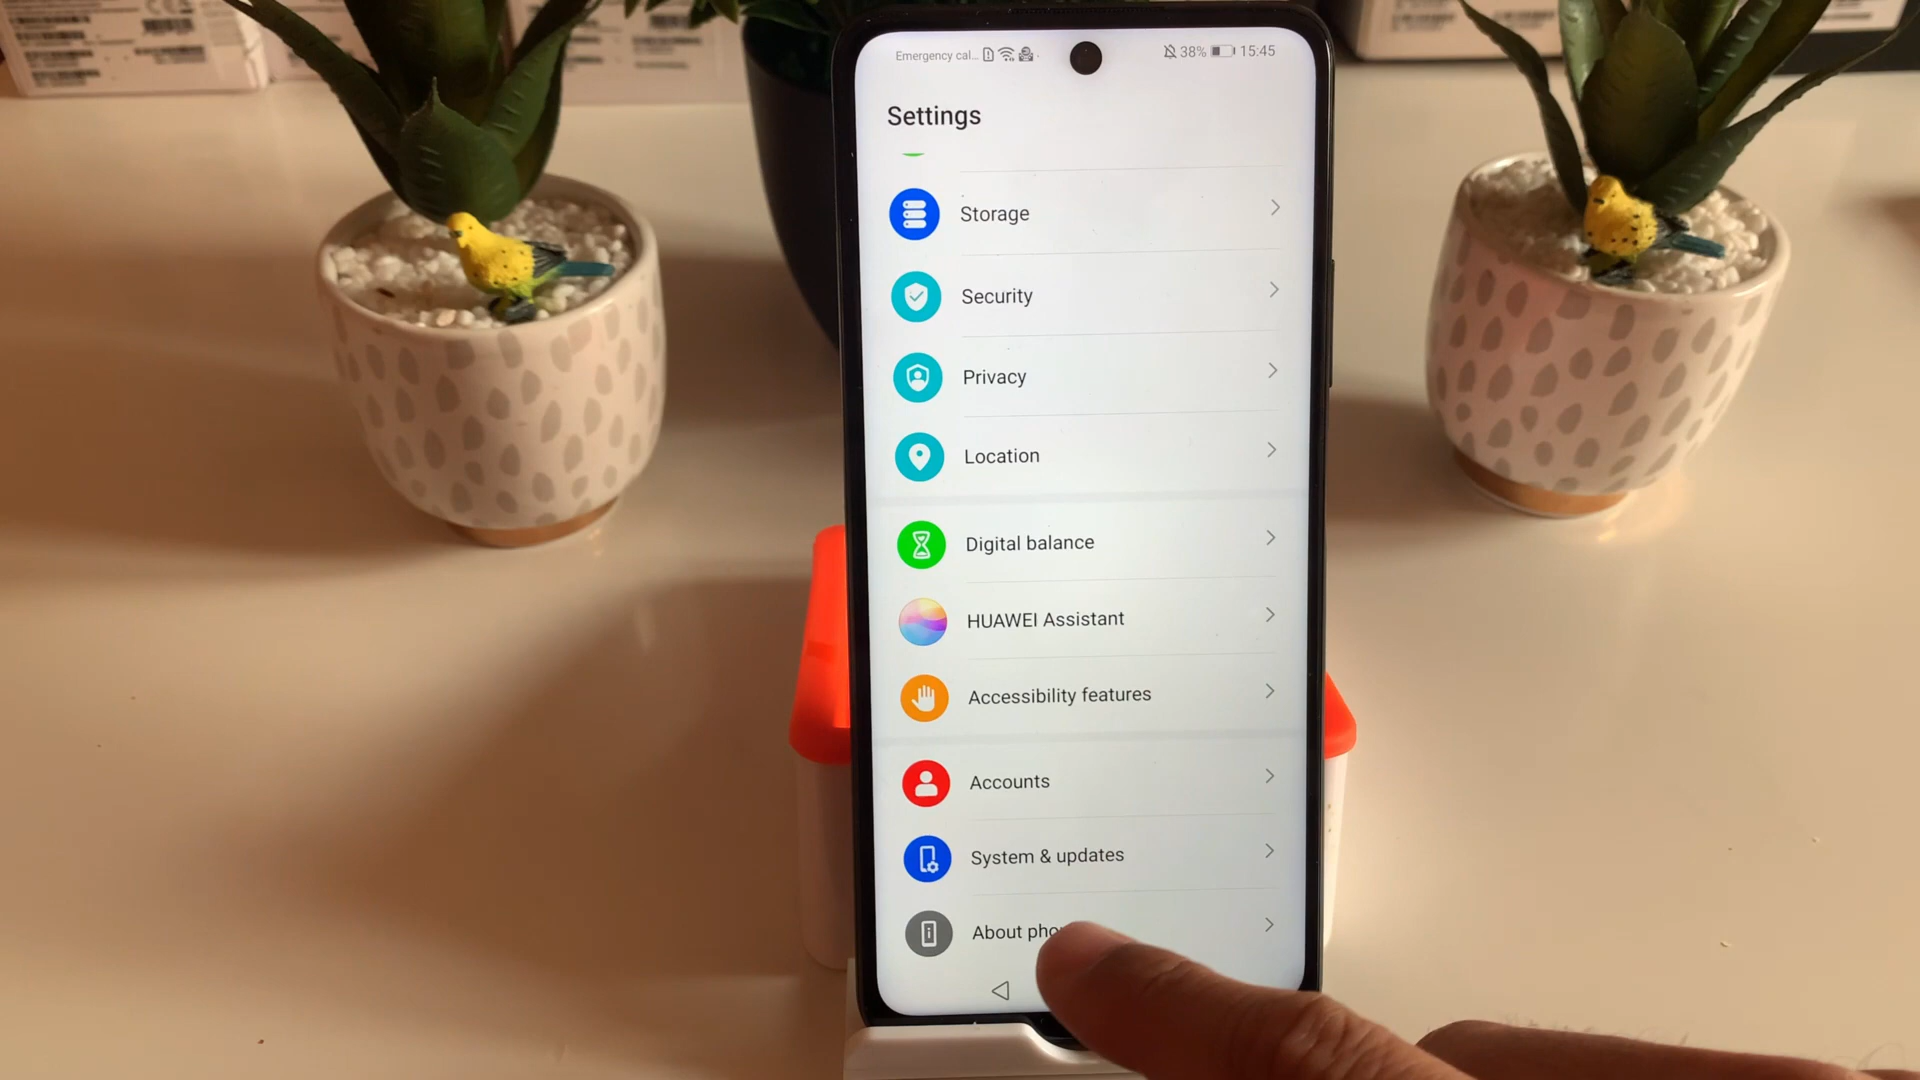 Emergency cal...
38%
15:45
Settings
Storage
Security
Privacy
Location
Digital balance
HUAWEI Assistant
Accessibility features
Accounts
System & updates
About pho